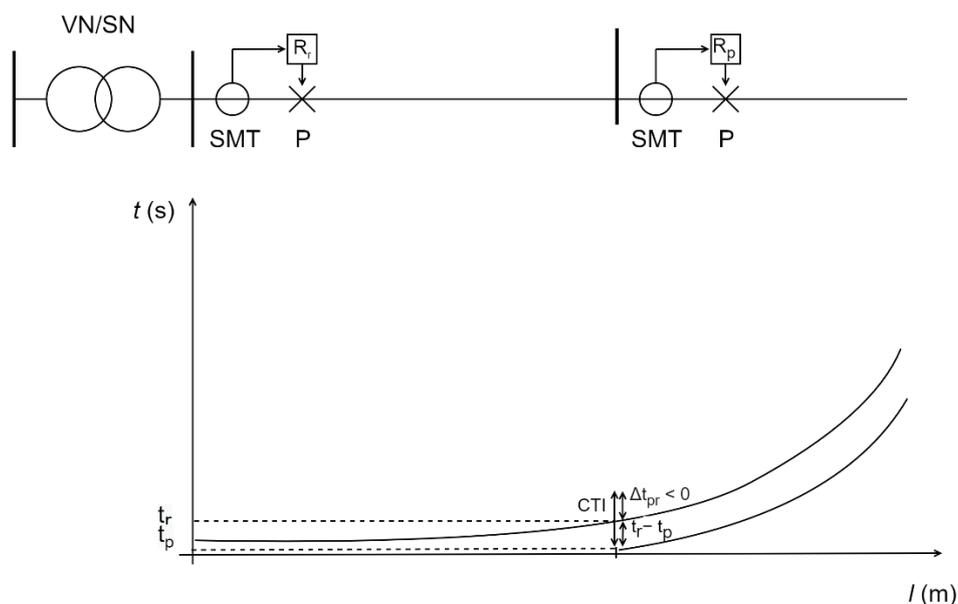 VN/SN
Rᵣ
Rₚ
SMT
P
SMT
P
t (s)
CTI
Δtₚᵣ < 0
tᵣ
tᵣ− tₚ
tₚ
l (m)